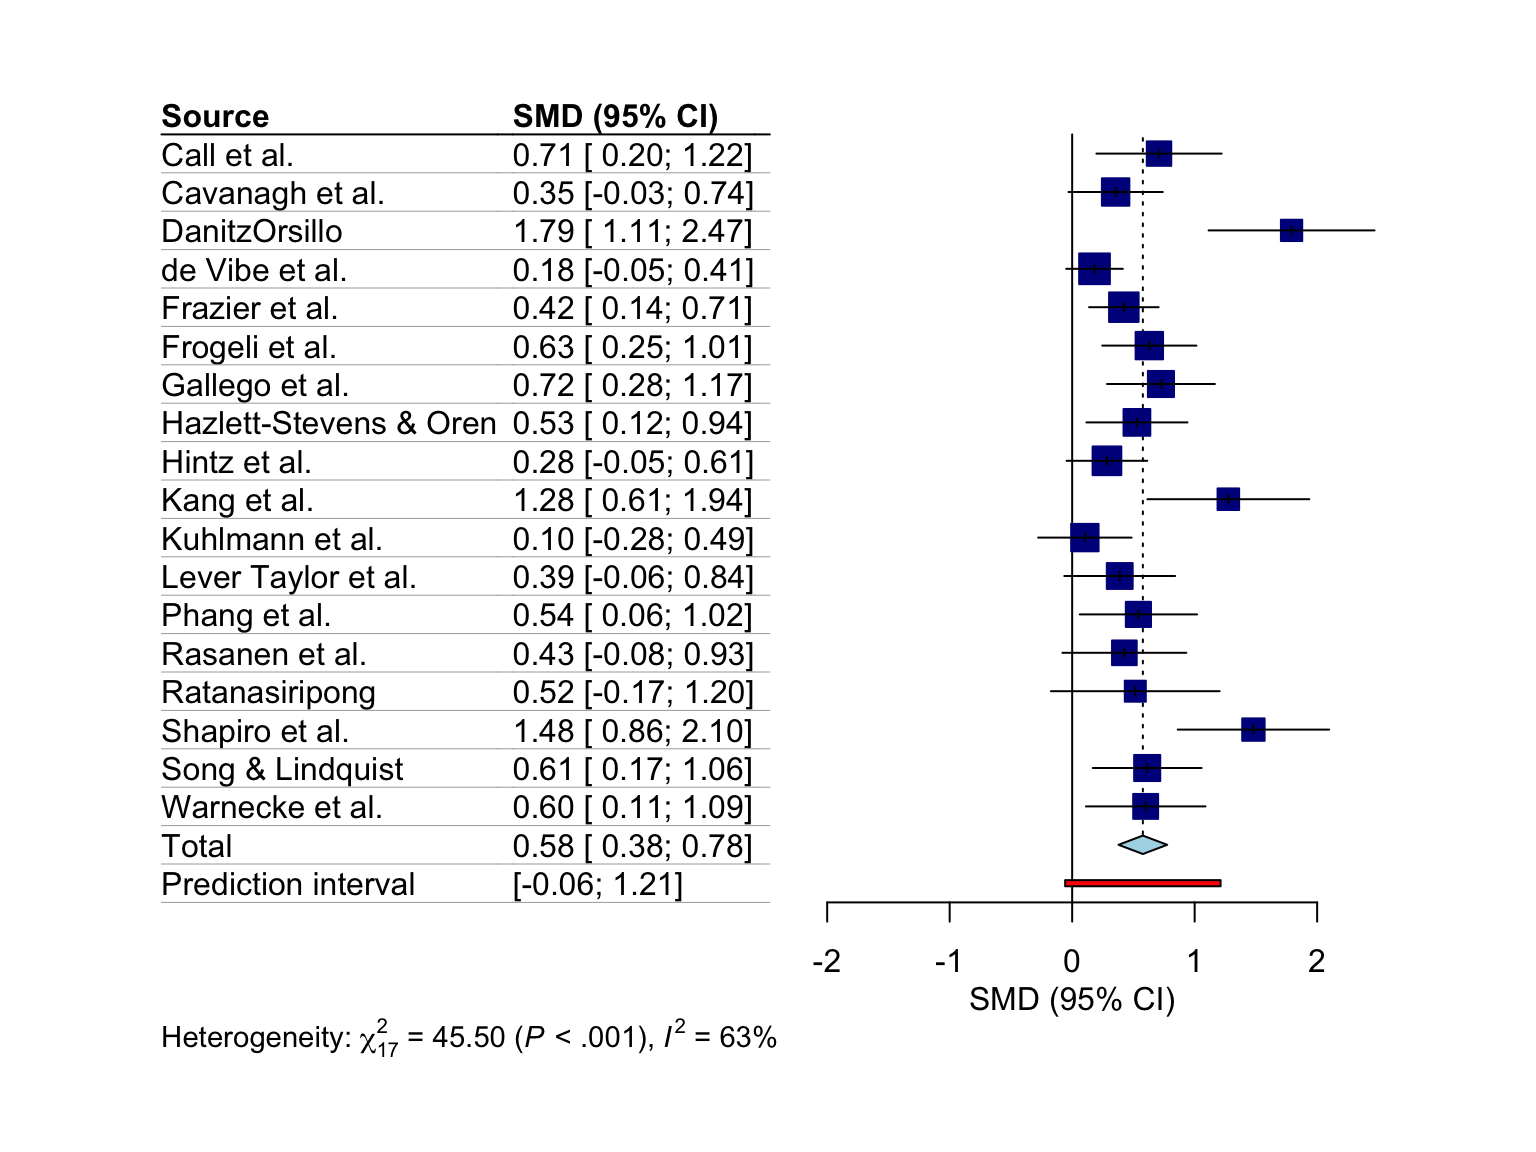 Source SMD (95% CI)
Call et al. 0.71 [ 0.20; 1.22]
Cavanagh et al. 0.35 [-0.03; 0.74]
DanitzOrsillo 1.79 [ 1.11; 2.47]
de Vibe et al. 0.18 [-0.05; 0.41]
Frazier et al. 0.42 [ 0.14; 0.71]
Frogeli et al. 0.63 [ 0.25; 1.01]
Gallego et al. 0.72 [ 0.28; 1.17]
Hazlett-Stevens & Oren 0.53 [ 0.12; 0.94]
Hintz et al. 0.28 [-0.05; 0.61]
Kang et al. 1.28 [ 0.61; 1.94]
Kuhlmann et al. 0.10 [-0.28; 0.49]
Lever Taylor et al. 0.39 [-0.06; 0.84]
Phang et al. 0.54 [ 0.06; 1.02]
Rasanen et al. 0.43 [-0.08; 0.93]
Ratanasiripong 0.52 [-0.17; 1.20]
Shapiro et al. 1.48 [ 0.86; 2.10]
Song & Lindquist 0.61 [ 0.17; 1.06]
Warnecke et al. 0.60 [ 0.11; 1.09]
Total 0.58 [ 0.38; 0.78]
Prediction interval [-0.06; 1.21]
-2 -1 0 1 2
SMD (95% CI)
Heterogeneity: χ²₁₇ = 45.50 (P < .001), I² = 63%